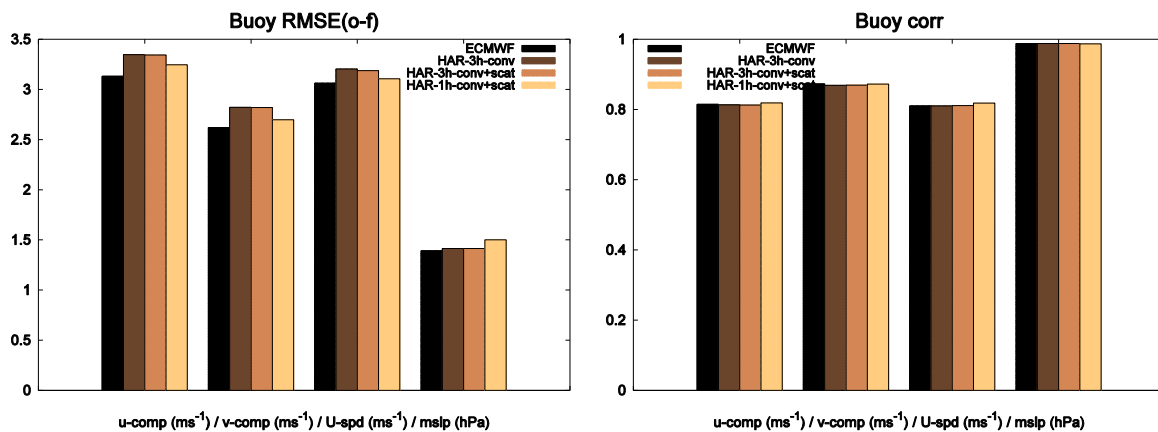 Buoy RMSE(o-f)
3.5
3
2.5
2
1.5
1
0.5
0
ECMWF
HAR-3h-conv
HAR-3h-conv+scat
HAR-1h-conv+scat
u-comp (ms⁻¹) / v-comp (ms⁻¹) / U-spd (ms⁻¹) / mslp (hPa)
Buoy corr
1
0.8
0.6
0.4
0.2
0
ECMWF
HAR-3h-conv
HAR-3h-conv+scat
HAR-1h-conv+scat
u-comp (ms⁻¹) / v-comp (ms⁻¹) / U-spd (ms⁻¹) / mslp (hPa)